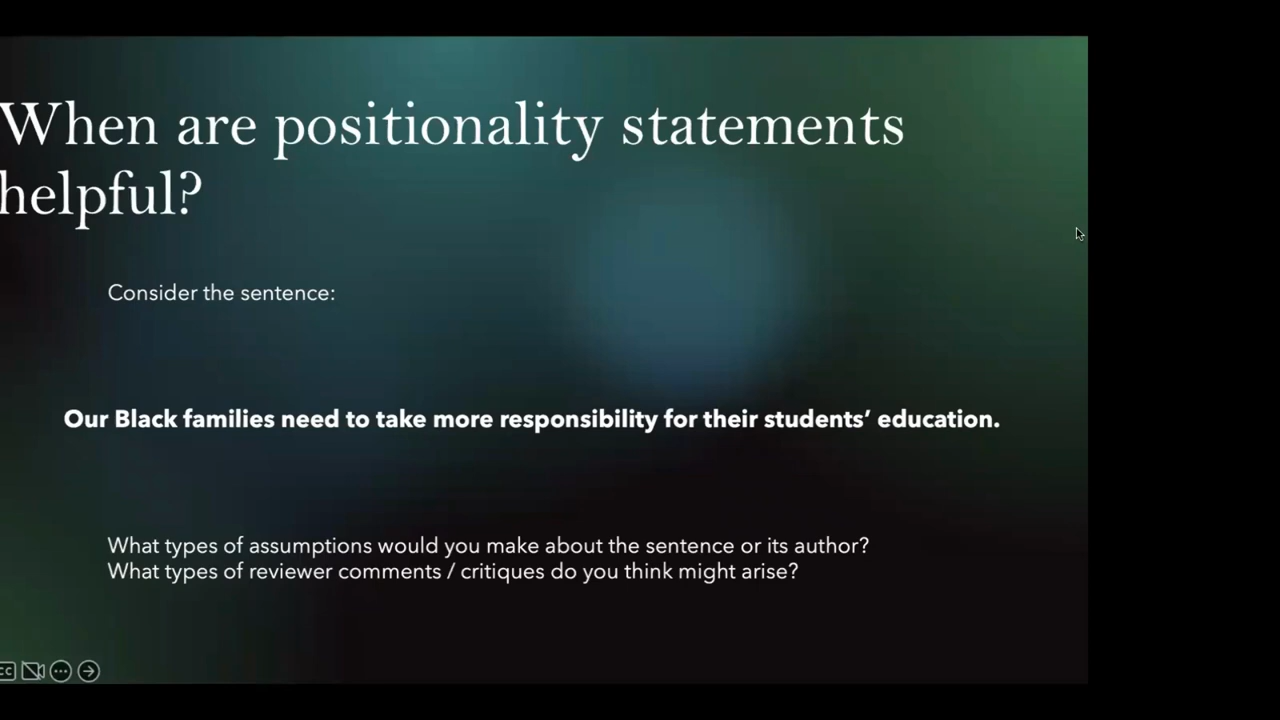 When are positionality statements
helpful?
Consider the sentence:
Our Black families need to take more responsibility for their students’ education.
What types of assumptions would you make about the sentence or its author?
What types of reviewer comments / critiques do you think might arise?
CC